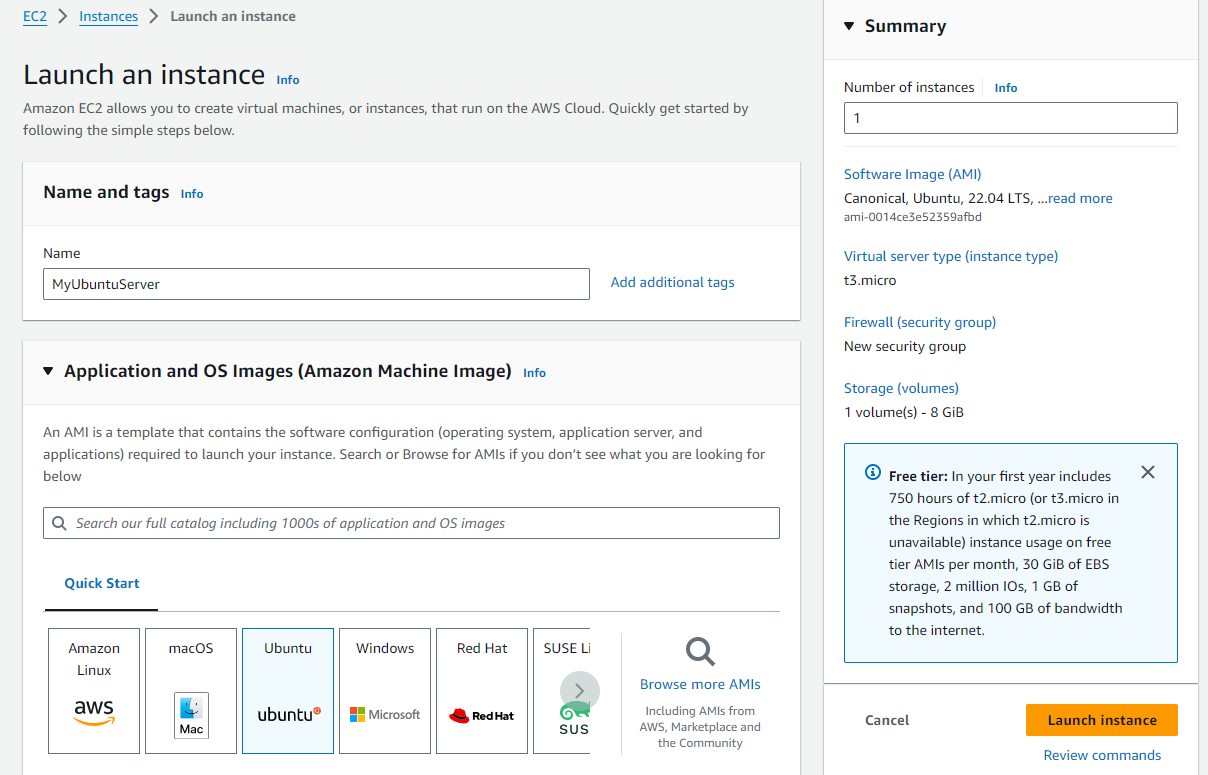 EC2 > Instances > Launch an instance
Launch an instance Info
Amazon EC2 allows you to create virtual machines, or instances, that run on the AWS Cloud. Quickly get started by
following the simple steps below.
Name and tags Info
Name
MyUbuntuServer
Add additional tags
Application and OS Images (Amazon Machine Image) Info
An AMI is a template that contains the software configuration (operating system, application server, and
applications) required to launch your instance. Search or Browse for AMIs if you don't see what you are looking for
below
Search our full catalog including 1000s of application and OS images
Quick Start
Amazon
Linux
aws
macOS
Mac
Ubuntu
ubuntu
Windows
Microsoft
Red Hat
Red Hat
SUSE Li
SUS
Browse more AMIs
Including AMIs from
AWS, Marketplace and
the Community
Summary
Number of instances Info
1
Software Image (AMI)
Canonical, Ubuntu, 22.04 LTS, ...read more
ami-0014ce3e52359afbd
Virtual server type (instance type)
t3.micro
Firewall (security group)
New security group
Storage (volumes)
1 volume(s) - 8 GiB
Free tier: In your first year includes
750 hours of t2.micro (or t3.micro in
the Regions in which t2.micro is
unavailable) instance usage on free
tier AMIs per month, 30 GiB of EBS
storage, 2 million IOs, 1 GB of
snapshots, and 100 GB of bandwidth
to the internet.
Cancel
Launch instance
Review commands